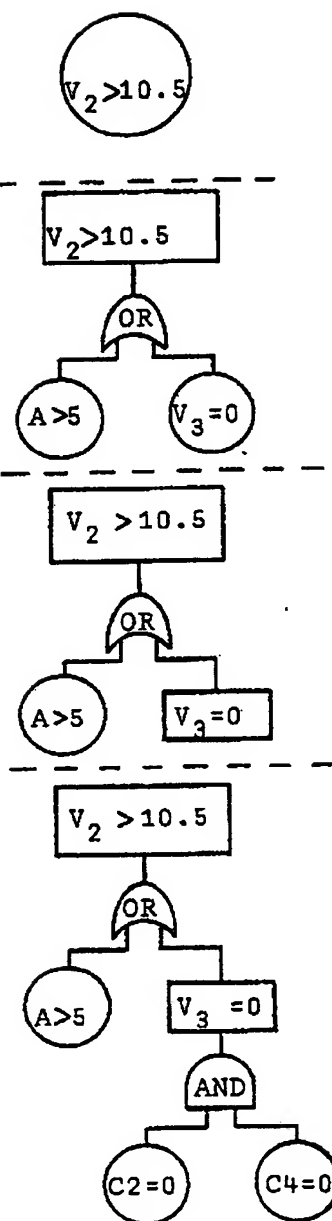 V₂>10.5
V₂>10.5
OR
A>5 V₃=0
V₂ >10.5
OR
A>5 V₃=0
V₂ >10.5
OR
A>5 V₃ =0
AND
C2=0 C4=0